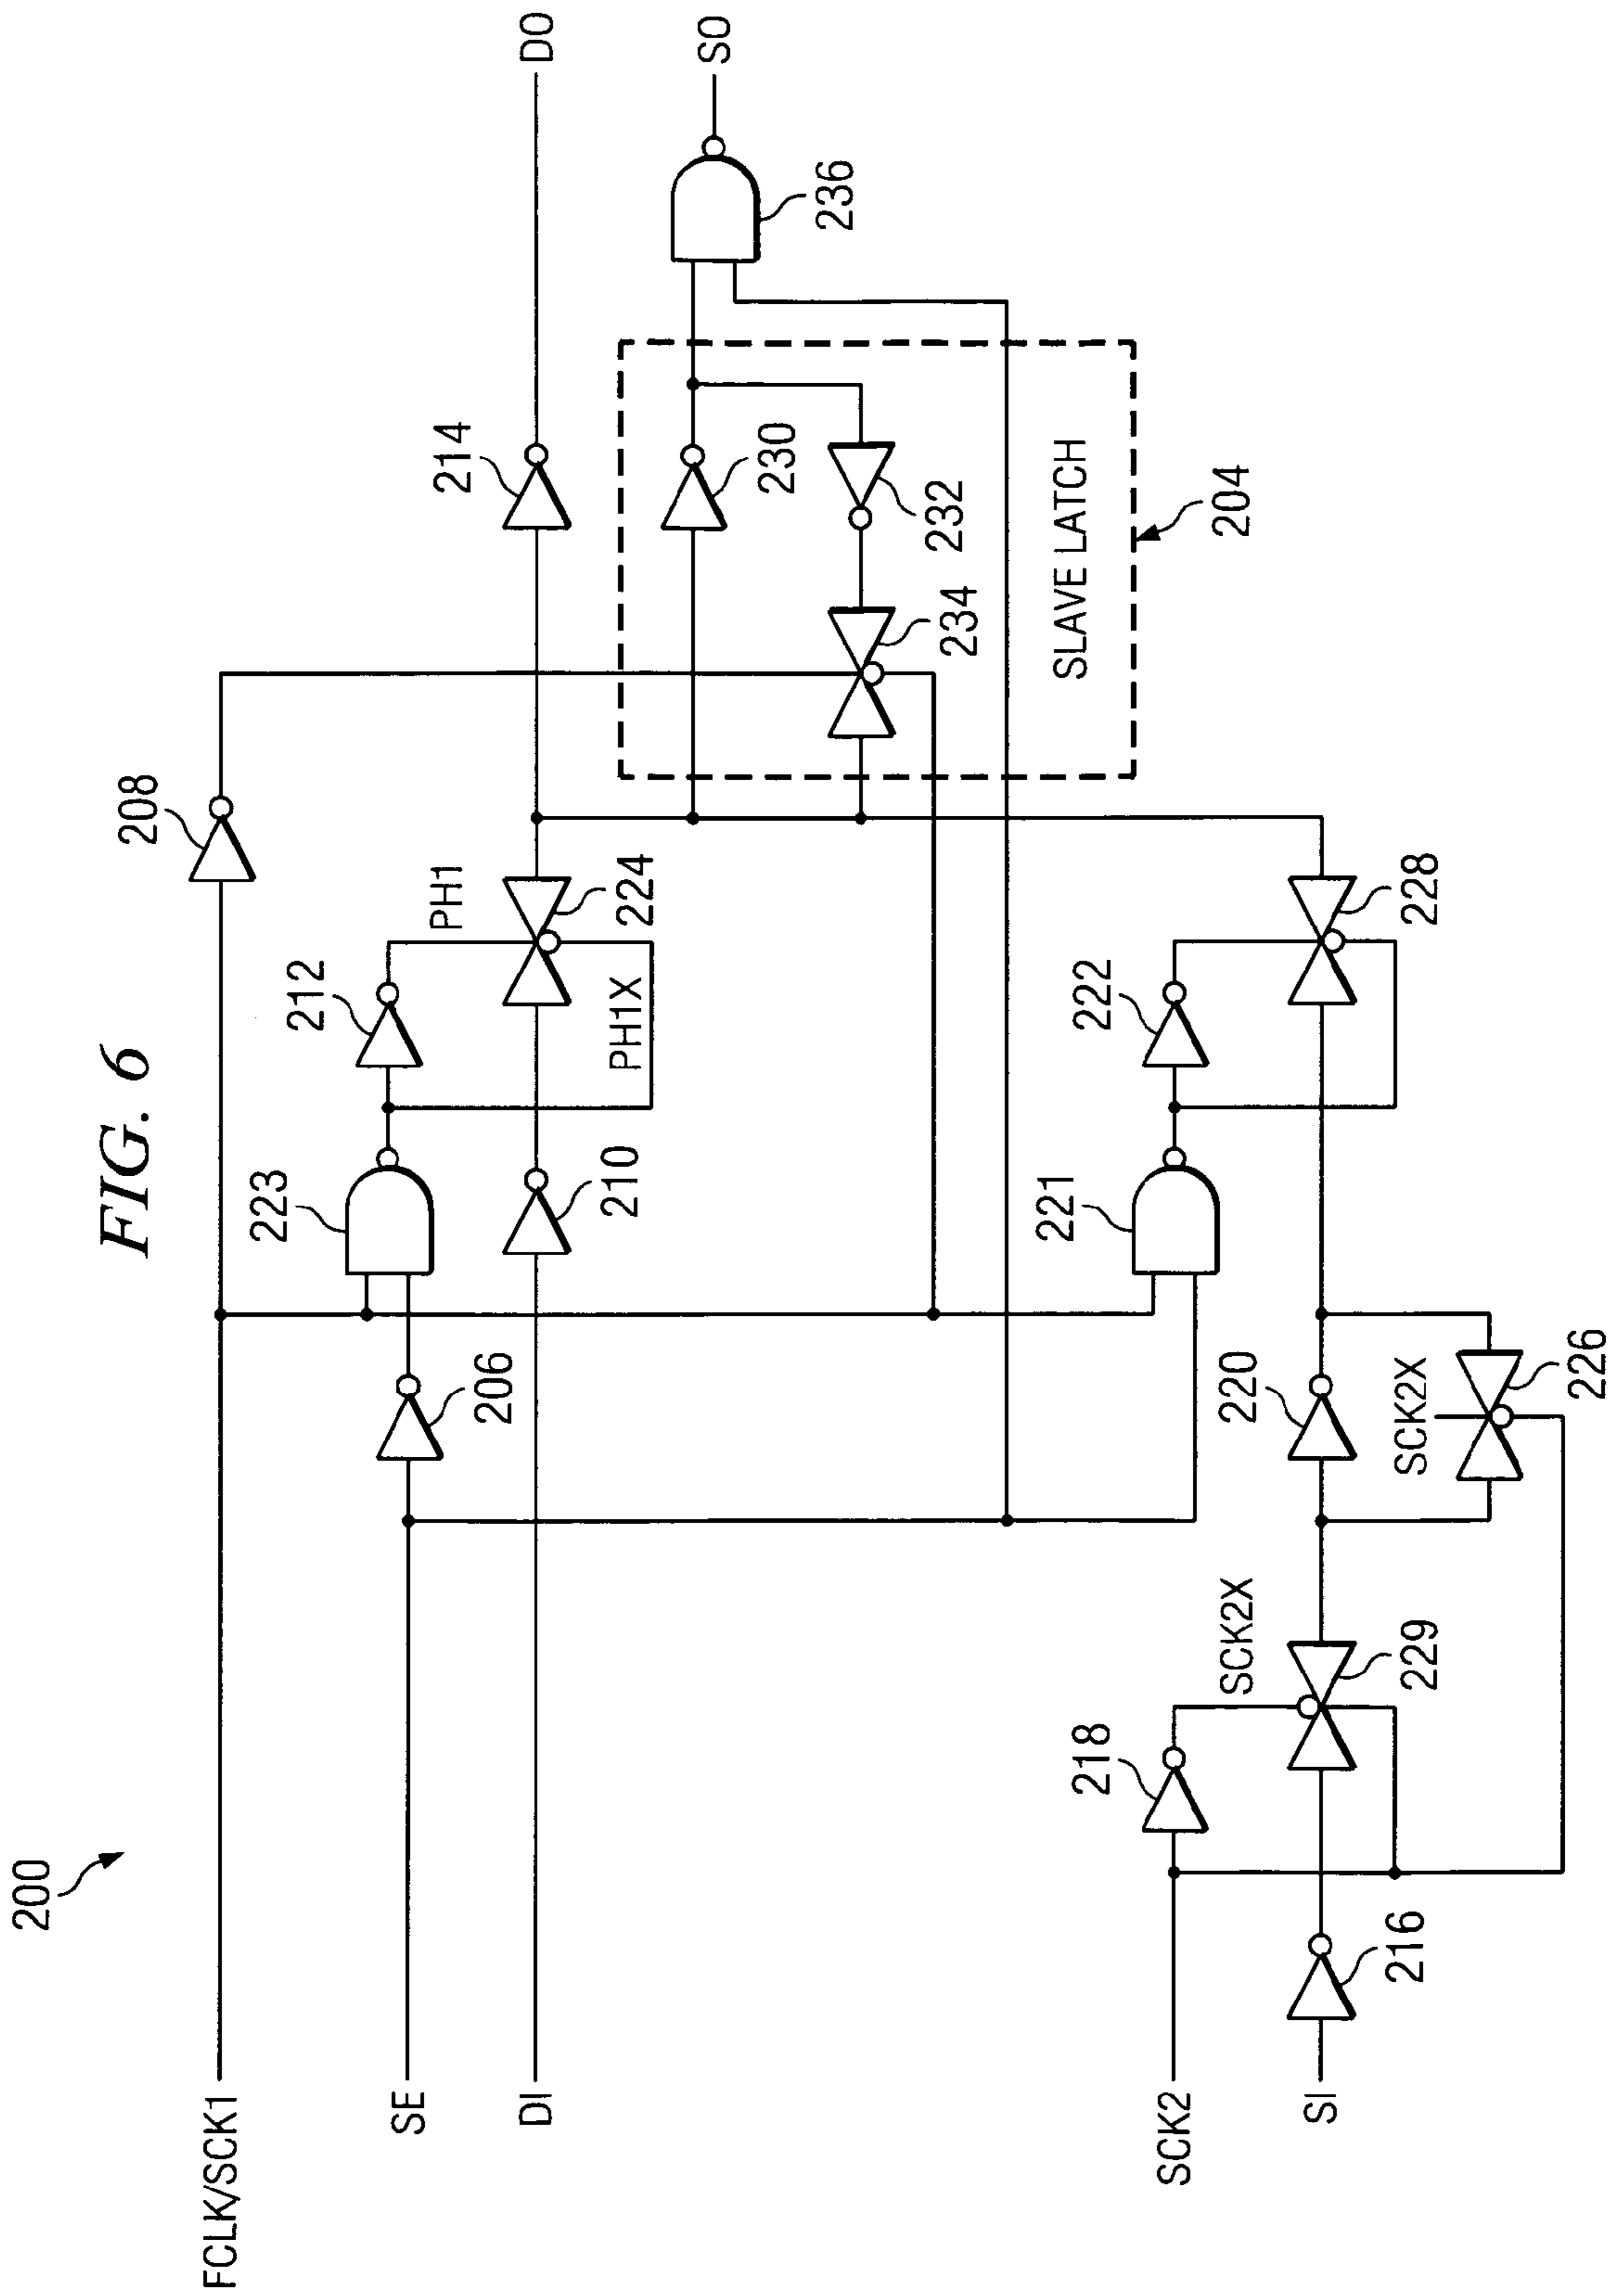 FIG. 6
200
FCLK/SCK1
208
223
212
PH1
SE
206
214
DO
DI
210
PH1X
224
230
SO
236
232
234
SLAVE LATCH
204
221
222
SCK2
218
SCK2X
220
228
SI
216
229
SCK2X
226